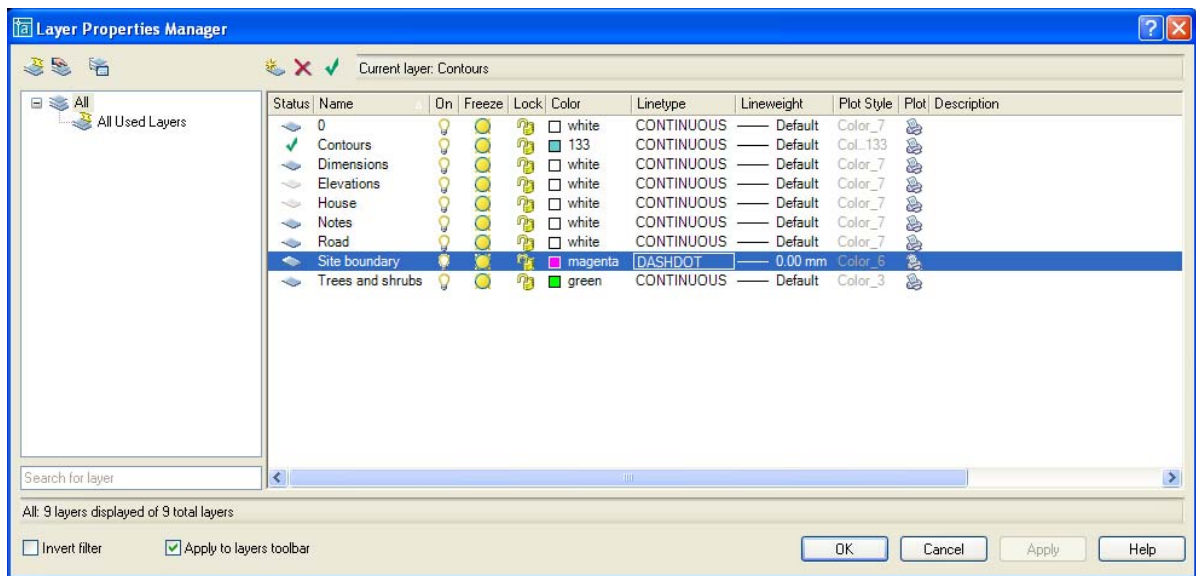 Layer Properties Manager
Current layer: Contours
All
All Used Layers
Status Name On Freeze Lock Color Linetype Lineweight Plot Style Plot Description
0 white CONTINUOUS Default Color_7
Contours 133 CONTINUOUS Default Col...133
Dimensions white CONTINUOUS Default Color_7
Elevations white CONTINUOUS Default Color_7
House white CONTINUOUS Default Color_7
Notes white CONTINUOUS Default Color_7
Road white CONTINUOUS Default Color_7
Site boundary magenta DASHDOT 0.00 mm Color_6
Trees and shrubs green CONTINUOUS Default Color_3
Search for layer
All: 9 layers displayed of 9 total layers
Invert filter Apply to layers toolbar OK Cancel Apply Help